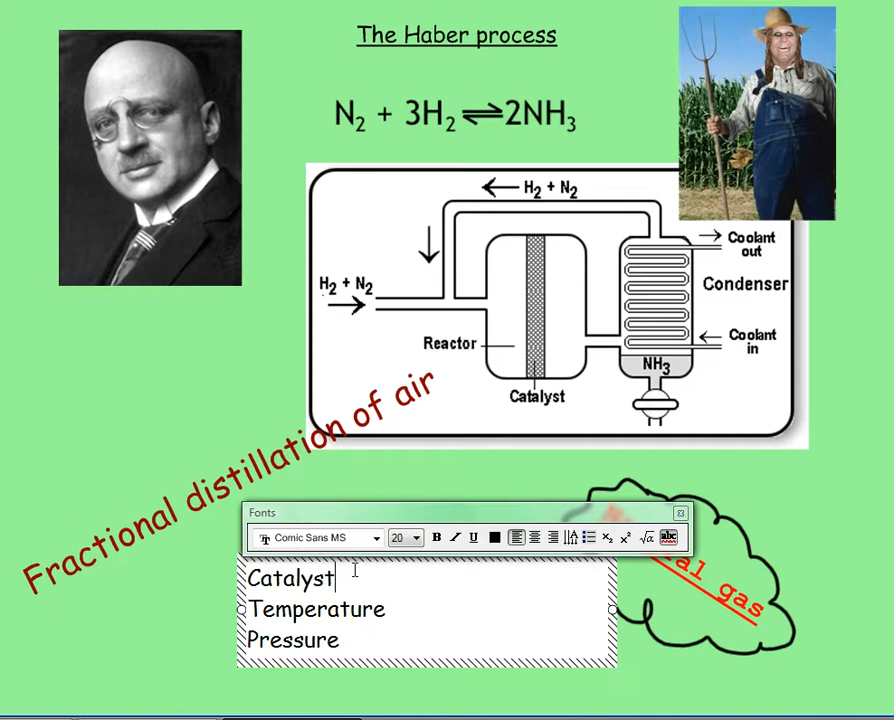 The Haber process
N₂ + 3H₂ ⇌ 2NH₃
H₂ + N₂
Coolant
out
H₂ + N₂
Condenser
Coolant
in
Reactor
NH₃
Catalyst
Fractional distillation of air
Fonts
Comic Sans MS
20
B I U
abc
al gas
Catalyst
Temperature
Pressure